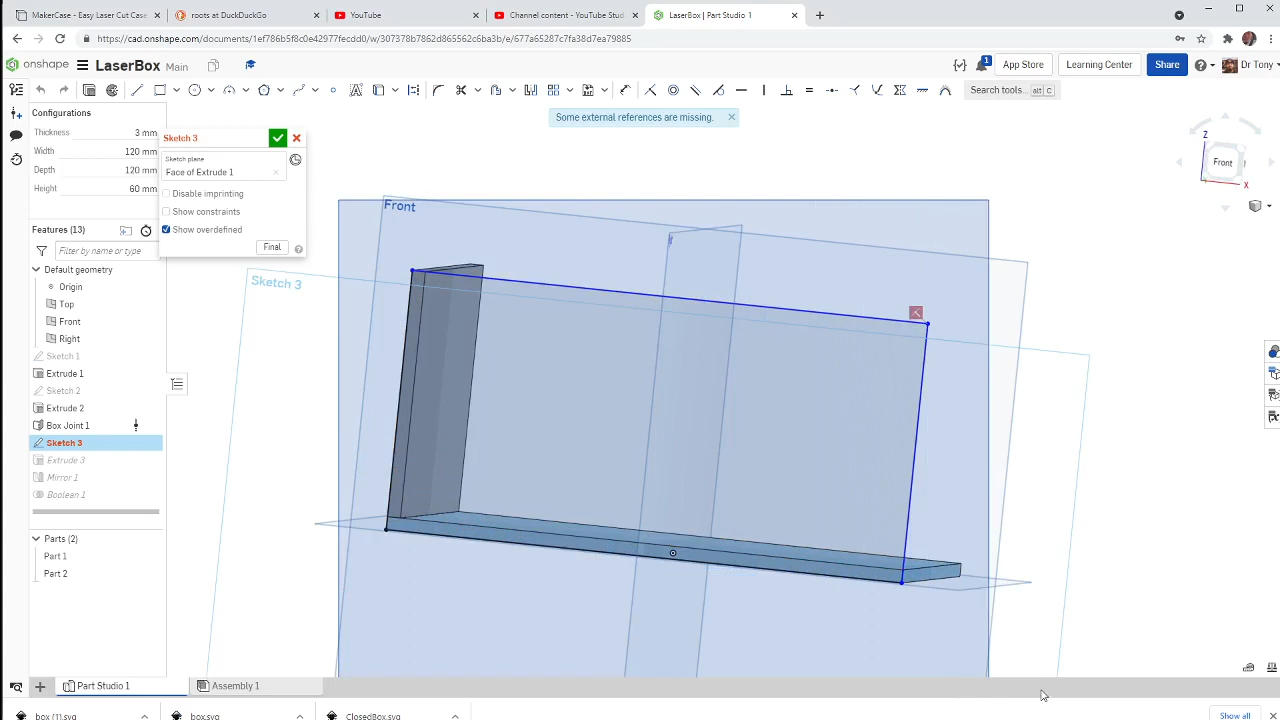 MakerCase - Easy Laser Cut Case
roots at DuckDuckGo
YouTube
Channel content - YouTube Stud
LaserBox | Part Studio 1
https://cad.onshape.com/documents/1ef786b5f8c0e42977fecdd0/w/307378b7862d865562c6ba3b/e/677a65287c7fa38d7ea79885
onshape
LaserBox
Main
1
App Store
Learning Center
Share
Dr Tony
Search tools...
alt
C
Configurations
Thickness 3 mm
Width 120 mm
Depth 120 mm
Height 60 mm
Sketch 3
Sketch plane
Face of Extrude 1
Disable imprinting
Show constraints
Show overdefined
Final
Some external references are missing.
Z
Front
X
Features (13)
Filter by name or type
Default geometry
Origin
Top
Front
Right
Sketch 1
Extrude 1
Sketch 2
Extrude 2
Box Joint 1
Sketch 3
Extrude 3
Mirror 1
Boolean 1
Parts (2)
Part 1
Part 2
Front
Sketch 3
Part Studio 1
Assembly 1
box (1).svg
box.svg
ClosedBox.svg
Show all